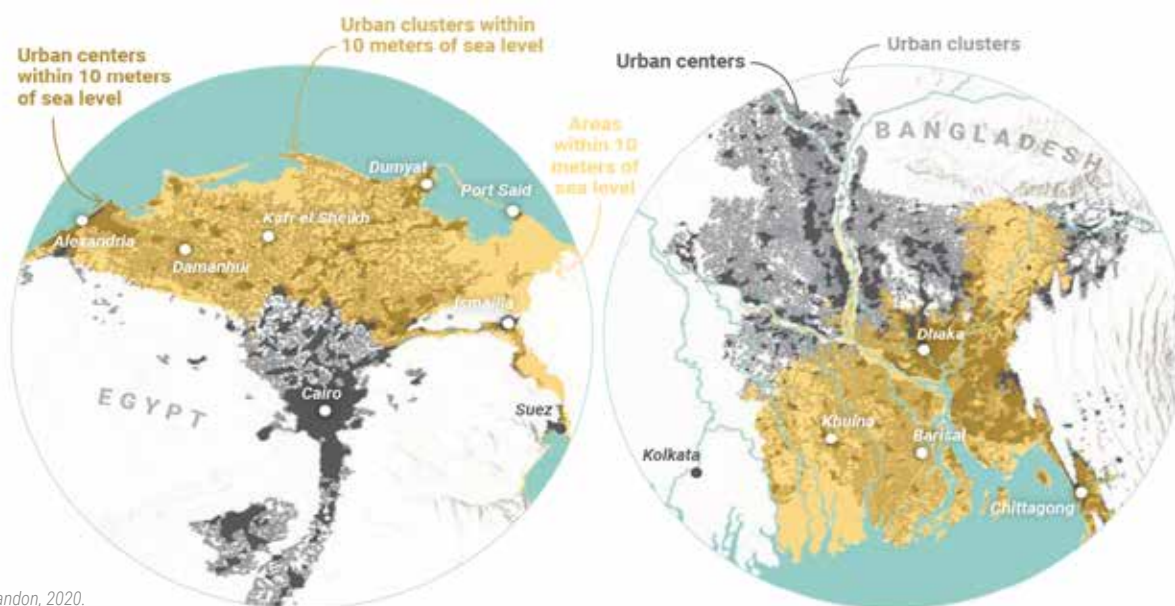 Urban centers
within 10 meters
of sea level
Urban clusters within
10 meters of sea level
Areas
within 10
meters of
sea level
Dumyat
Port Said
Kafr el Sheikh
Alexandria
Damanhur
Ismailia
Cairo
EGYPT
Suez
Urban centers
Urban clusters
BANGLADESH
Dhaka
Khulna
Barisal
Kolkata
Chittagong
andon, 2020.